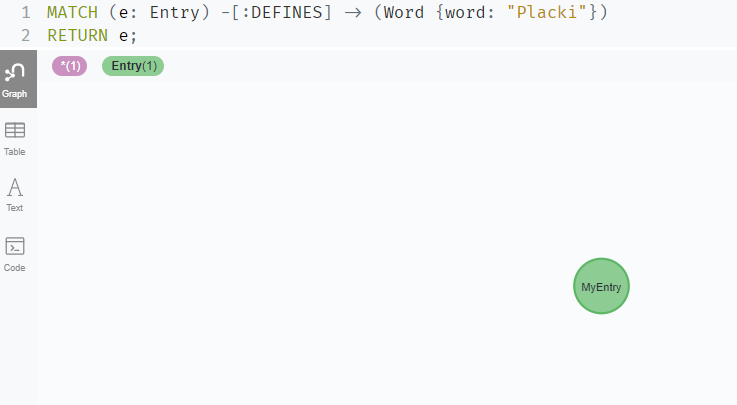 1 MATCH (e: Entry) -[:DEFINES] -> (Word {word: "Placki"})
2 RETURN e;
*(1) Entry(1)
Graph
Table
A
Text
Code
MyEntry